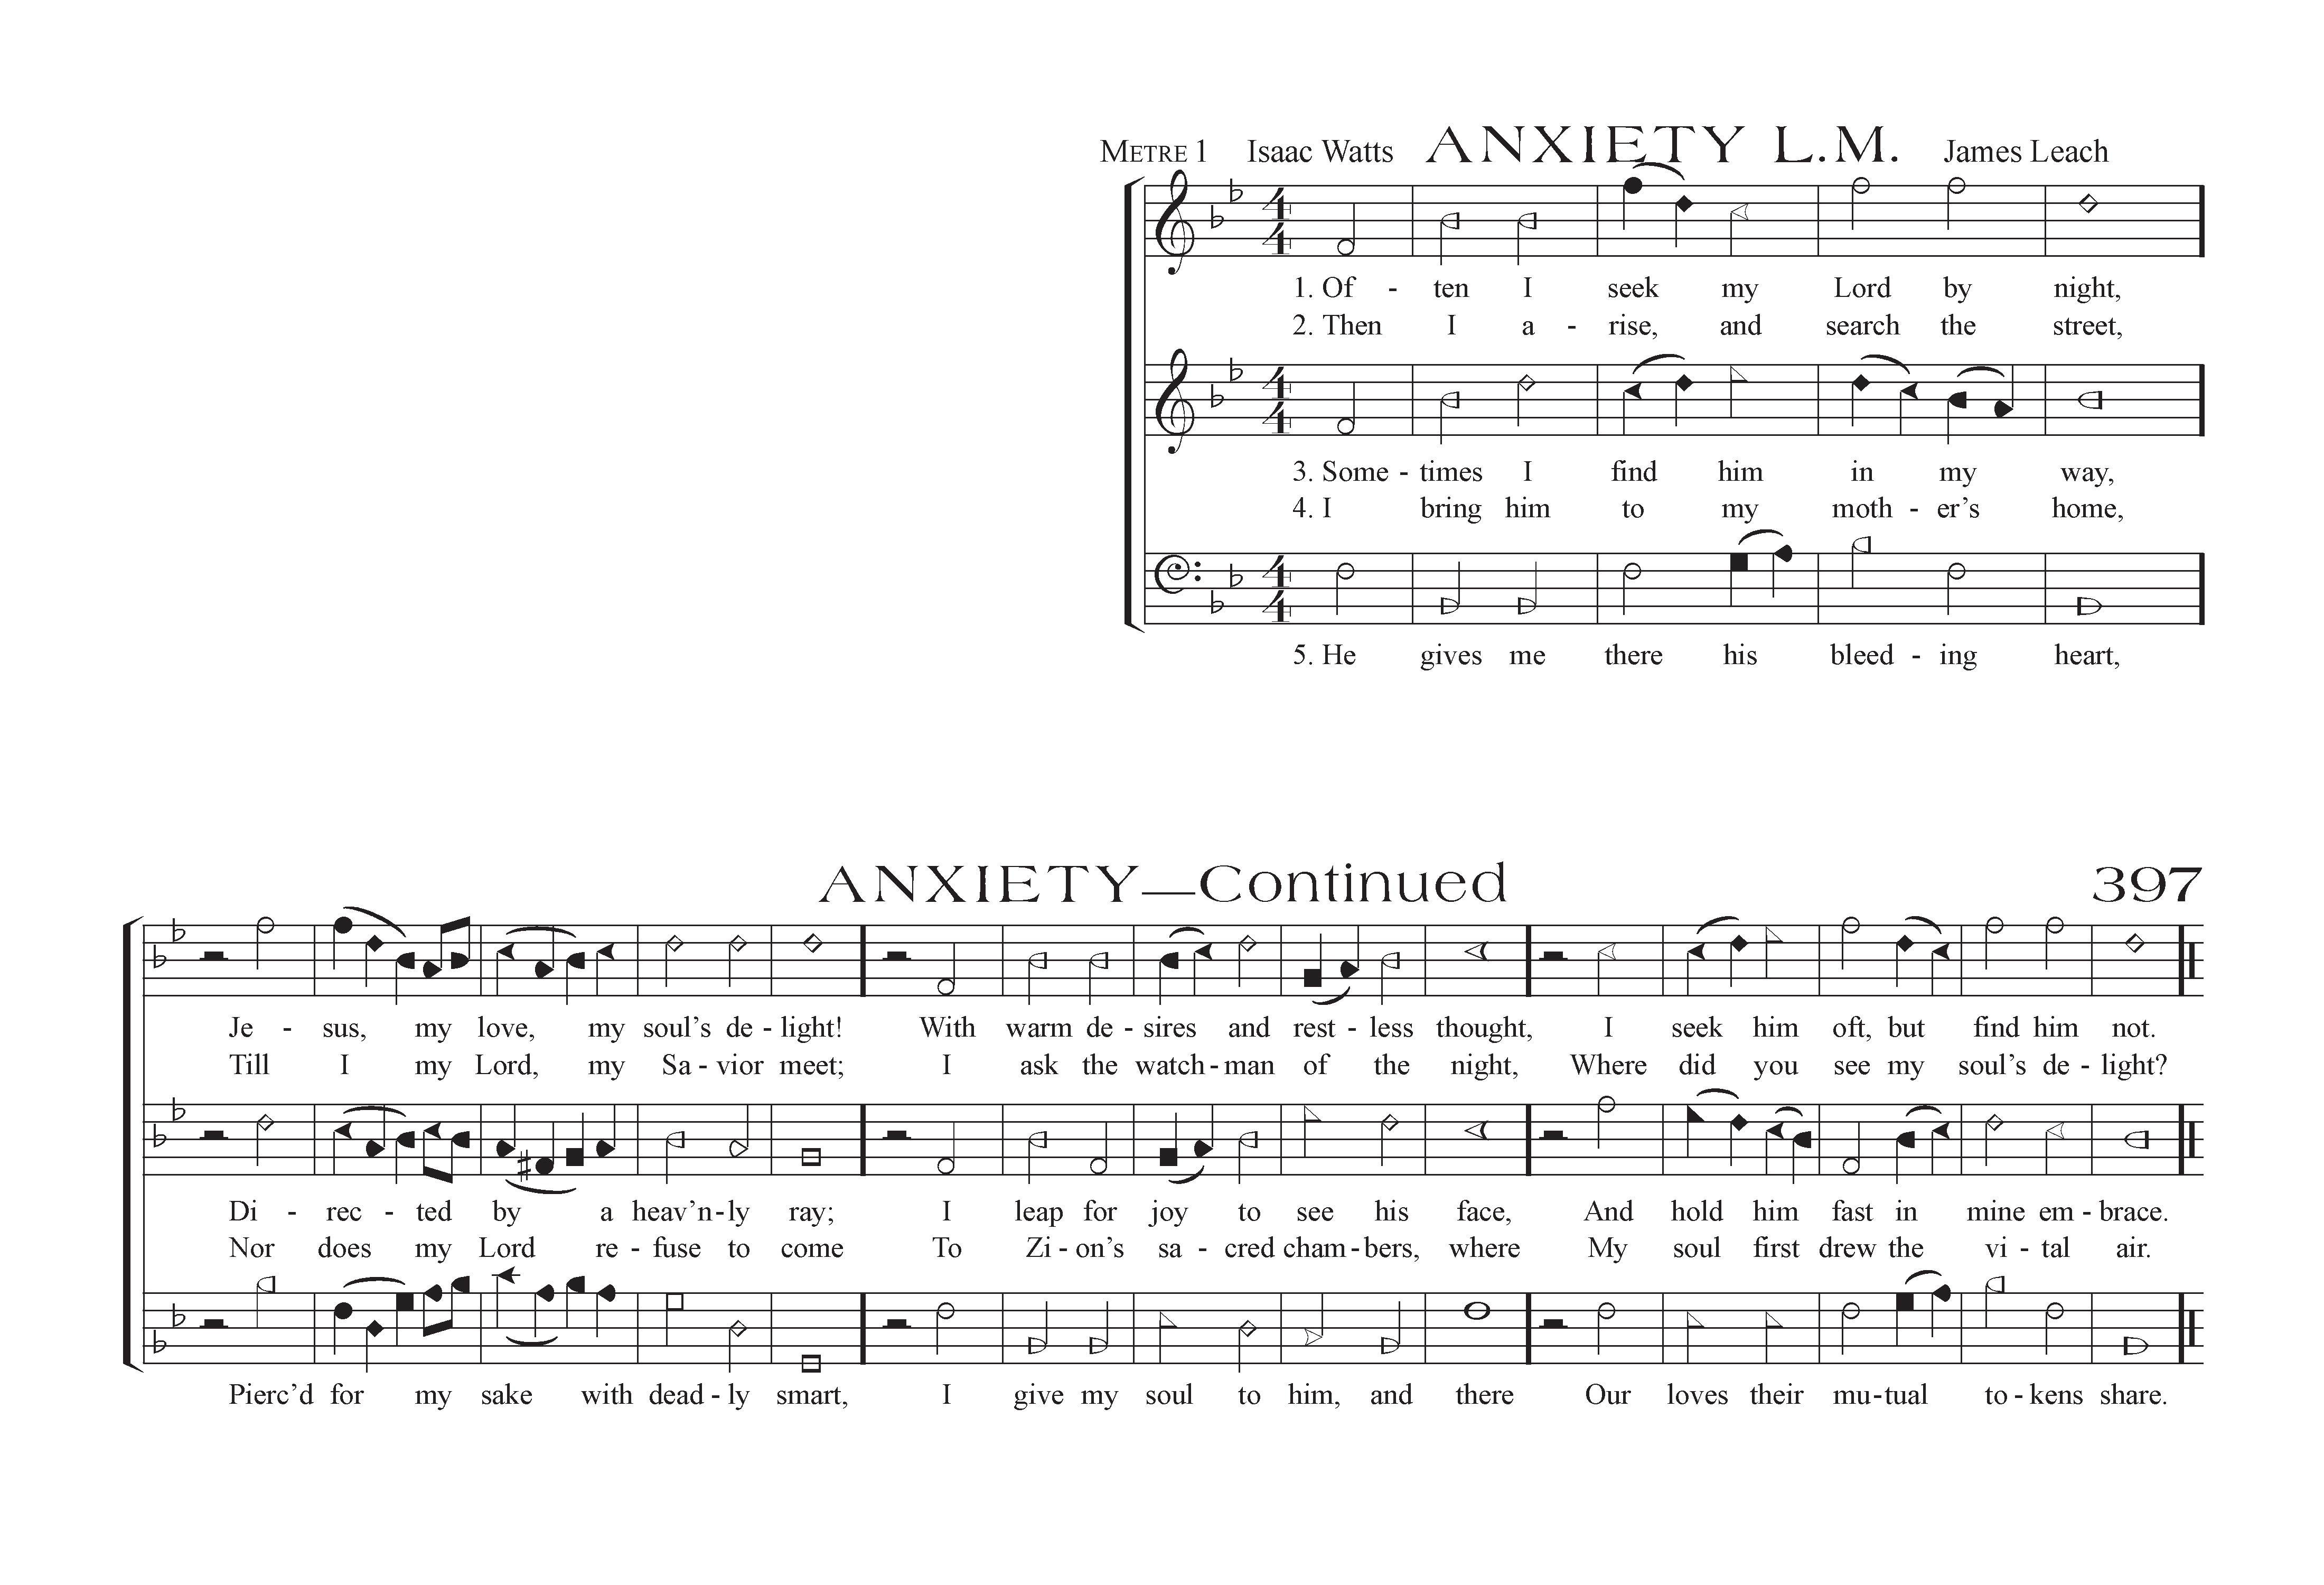 METRE 1 Isaac Watts ANXIETY L.M. James Leach
4 4
1. Of - ten I seek my Lord by night,
2. Then I a - rise, and search the street,
4 4
3. Some - times I find him in my way,
4. I bring him to my moth - er's home,
4 4
5. He gives me there his bleed - ing heart,
ANXIETY—Continued 397
Je - sus, my love, my soul's de - light! With warm de - sires and rest - less thought, I seek him oft, but find him not.
Till I my Lord, my Sa - vior meet; I ask the watch - man of the night, Where did you see my soul's de - light?
Di - rec - ted by a heav'n - ly ray; I leap for joy to see his face, And hold him fast in mine em - brace.
Nor does my Lord re - fuse to come To Zi - on's sa - cred cham - bers, where My soul first drew the vi - tal air.
Pierc'd for my sake with dead - ly smart, I give my soul to him, and there Our loves their mu - tual to - kens share.